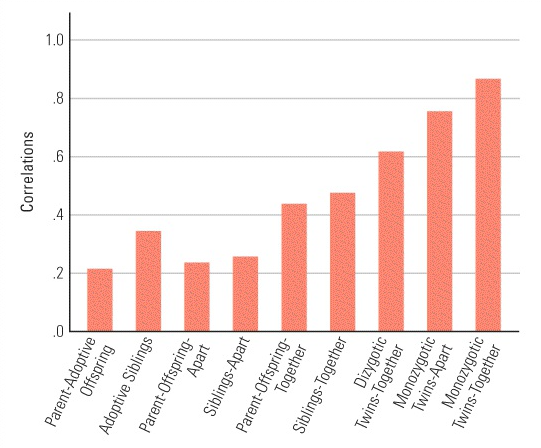 1.0
.8
.6
.4
.2
.0
Correlations
Parent-Adoptive
Offspring
Adoptive Siblings
Parent-Offspring-
Apart
Siblings-Apart
Parent-Offspring-
Together
Siblings-Together
Dizygotic
Twins-Together
Monozygotic
Twins-Apart
Monozygotic
Twins-Together